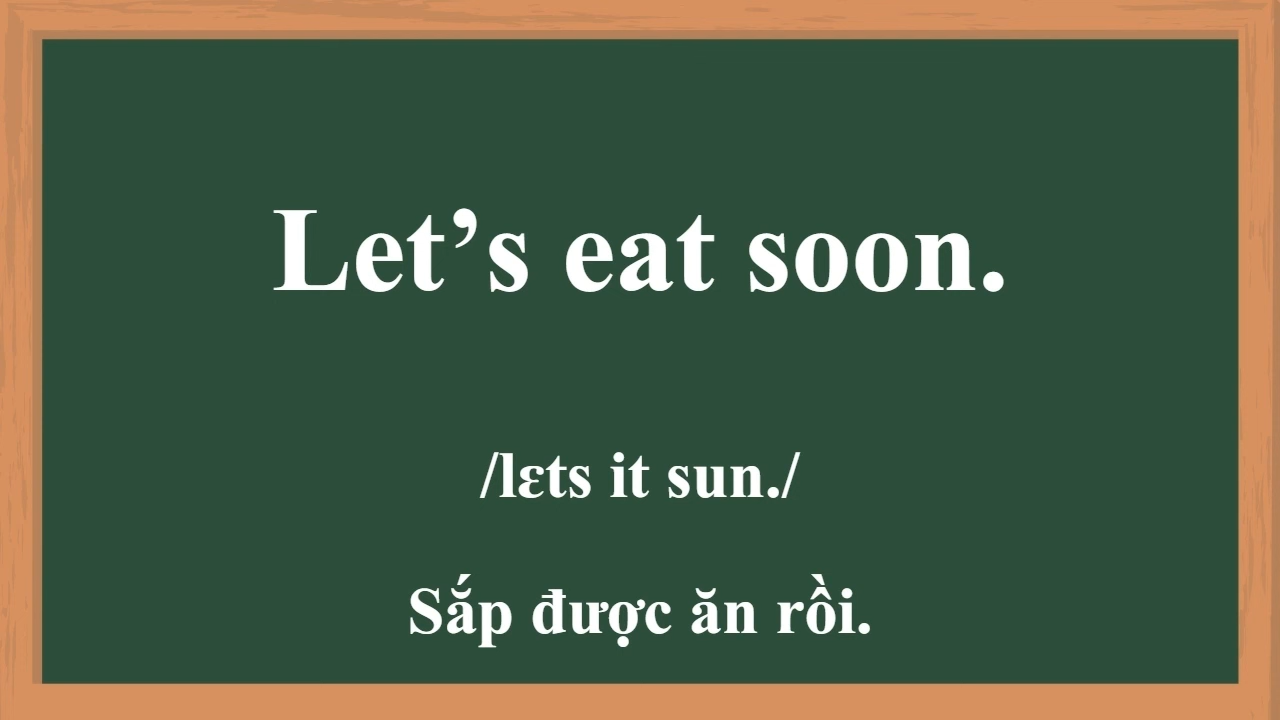 Let’s eat soon.
/lɛts it sun./
Sắp được ăn rồi.